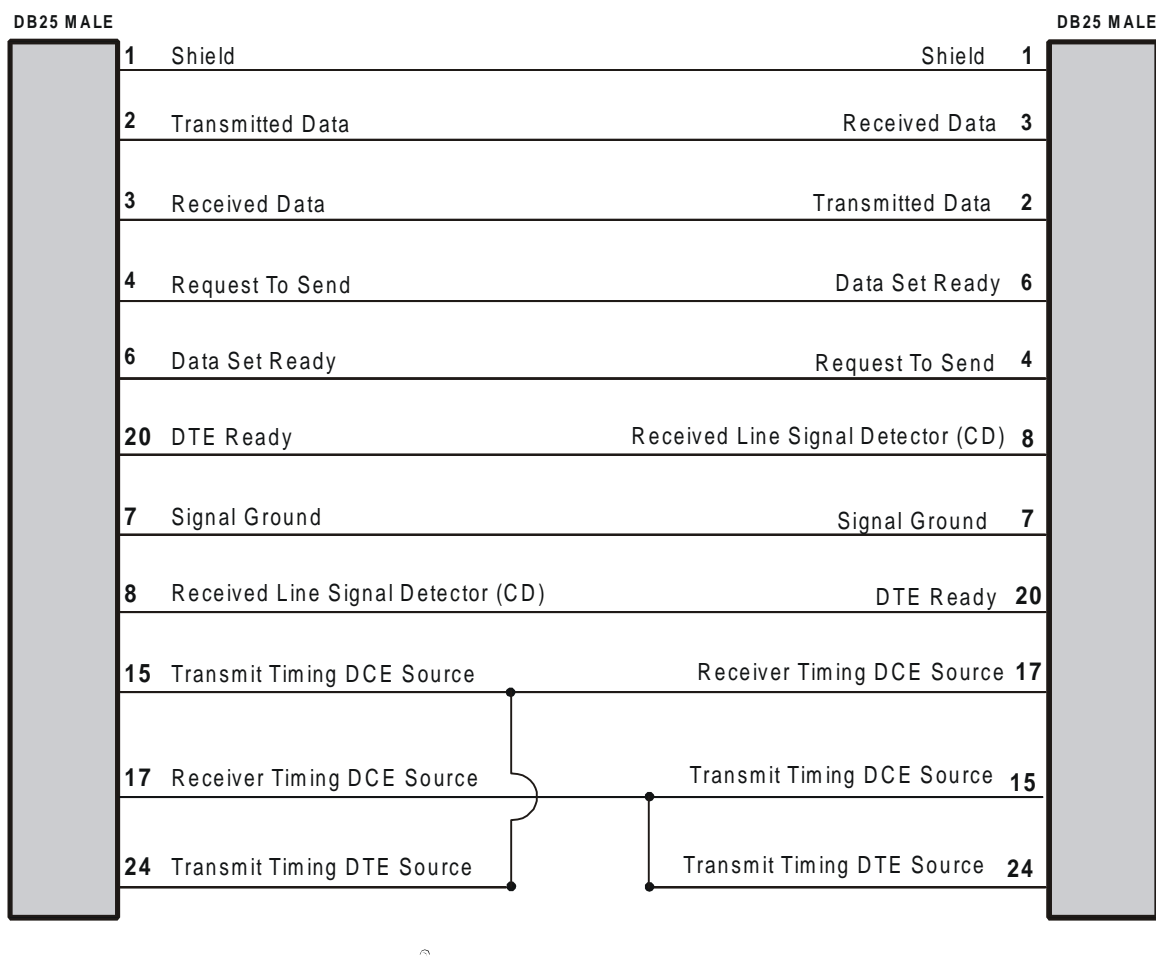 DB25 MALE DB25 MALE
1 Shield Shield 1
2 Transmitted Data Received Data 3
3 Received Data Transmitted Data 2
4 Request To Send Data Set Ready 6
6 Data Set Ready Request To Send 4
20 DTE Ready Received Line Signal Detector (CD) 8
7 Signal Ground Signal Ground 7
8 Received Line Signal Detector (CD) DTE Ready 20
15 Transmit Timing DCE Source Receiver Timing DCE Source 17
17 Receiver Timing DCE Source Transmit Timing DCE Source 15
24 Transmit Timing DTE Source Transmit Timing DTE Source 24